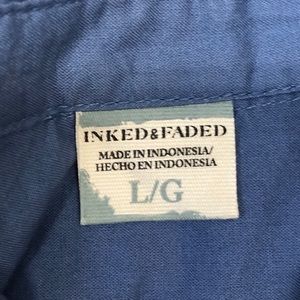 INKED&FADED
MADE IN INDONESIA/
HECHO EN INDONESIA
L/G